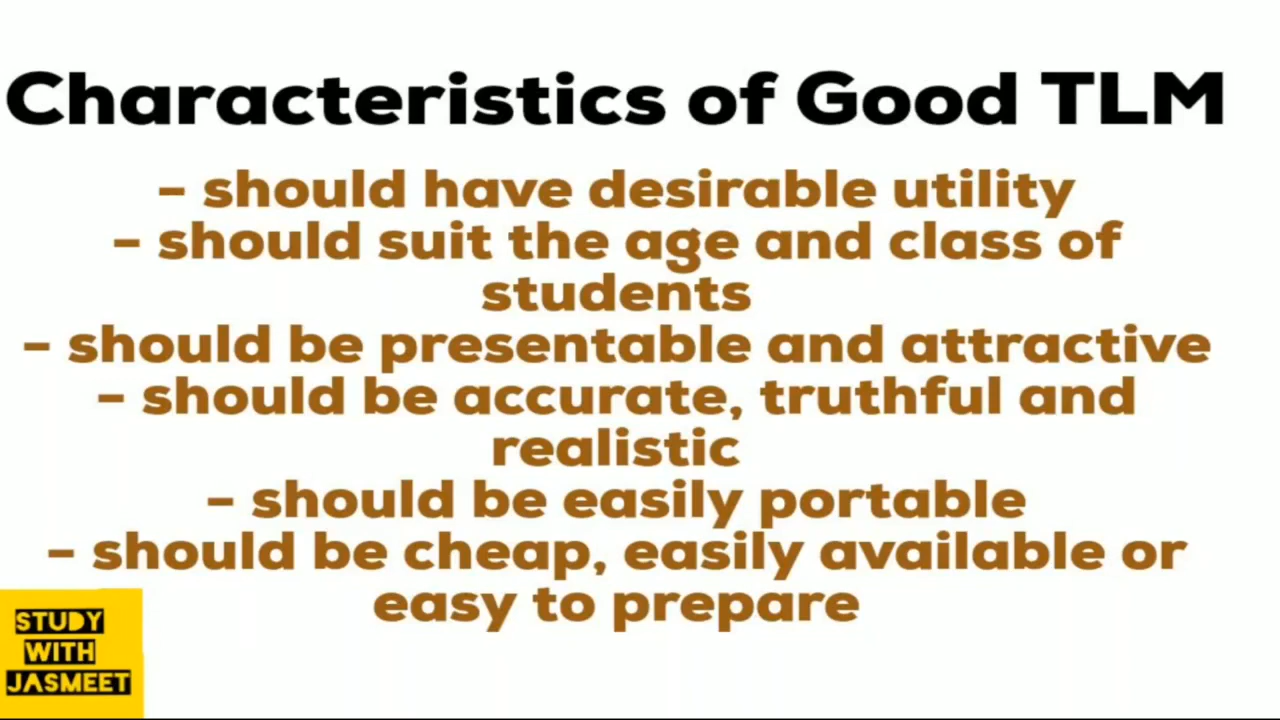 Characteristics of Good TLM
– should have desirable utility
– should suit the age and class of
students
– should be presentable and attractive
– should be accurate, truthful and
realistic
– should be easily portable
– should be cheap, easily available or
easy to prepare
STUDY
WITH
JASMEET